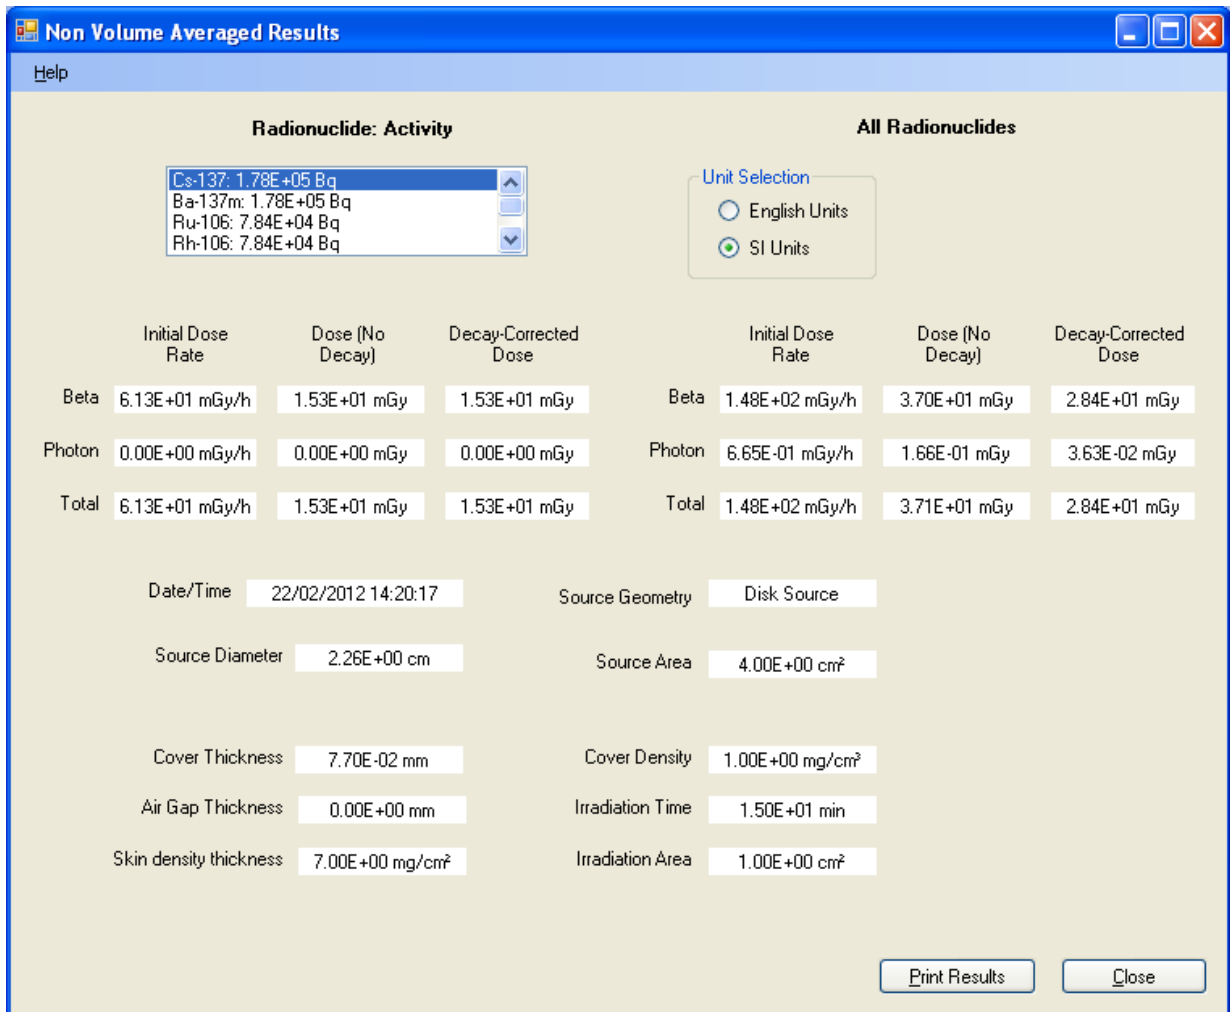 Non Volume Averaged Results
Help
Radionuclide: Activity
All Radionuclides
Cs-137: 1.78E+05 Bq
Ba-137m: 1.78E+05 Bq
Ru-106: 7.84E+04 Bq
Rh-106: 7.84E+04 Bq
Unit Selection
English Units
SI Units
Initial Dose Rate Dose (No Decay) Decay-Corrected Dose Initial Dose Rate Dose (No Decay) Decay-Corrected Dose
Beta 6.13E+01 mGy/h 1.53E+01 mGy 1.53E+01 mGy Beta 1.48E+02 mGy/h 3.70E+01 mGy 2.84E+01 mGy
Photon 0.00E+00 mGy/h 0.00E+00 mGy 0.00E+00 mGy Photon 6.65E-01 mGy/h 1.66E-01 mGy 3.63E-02 mGy
Total 6.13E+01 mGy/h 1.53E+01 mGy 1.53E+01 mGy Total 1.48E+02 mGy/h 3.71E+01 mGy 2.84E+01 mGy
Date/Time 22/02/2012 14:20:17 Source Geometry Disk Source
Source Diameter 2.26E+00 cm Source Area 4.00E+00 cm²
Cover Thickness 7.70E-02 mm Cover Density 1.00E+00 mg/cm³
Air Gap Thickness 0.00E+00 mm Irradiation Time 1.50E+01 min
Skin density thickness 7.00E+00 mg/cm² Irradiation Area 1.00E+00 cm²
Print Results Close